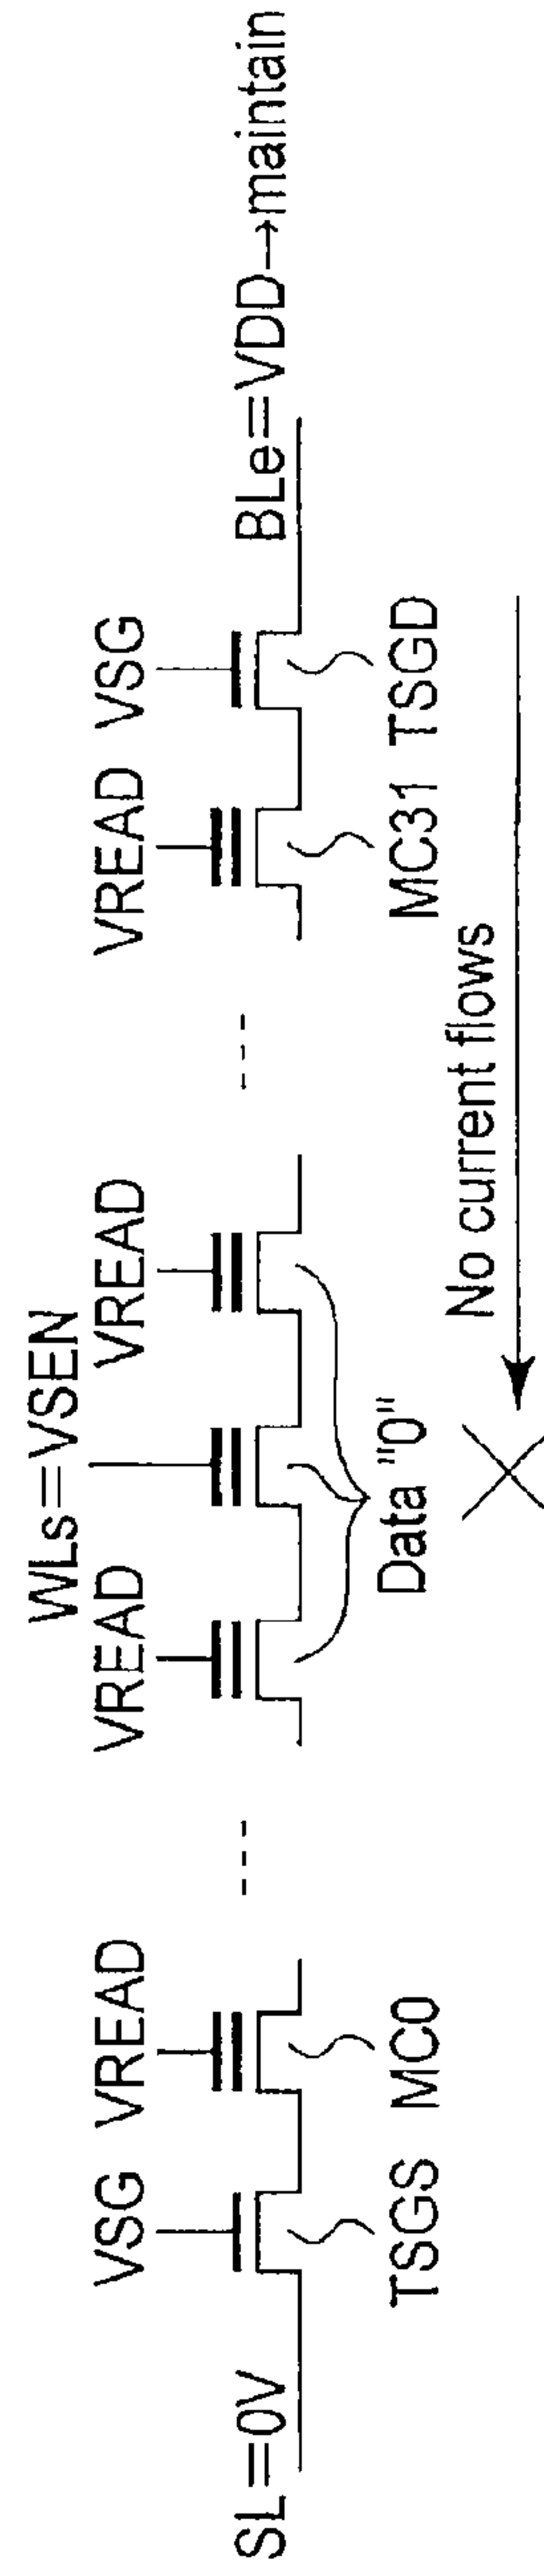 WLs=VSEN
VSG VREAD VREAD VREAD VREAD VSG
SL=0V BLe=VDD→maintain
--- ---
TSGS MC0 Data "0" MC31 TSGD
No current flows